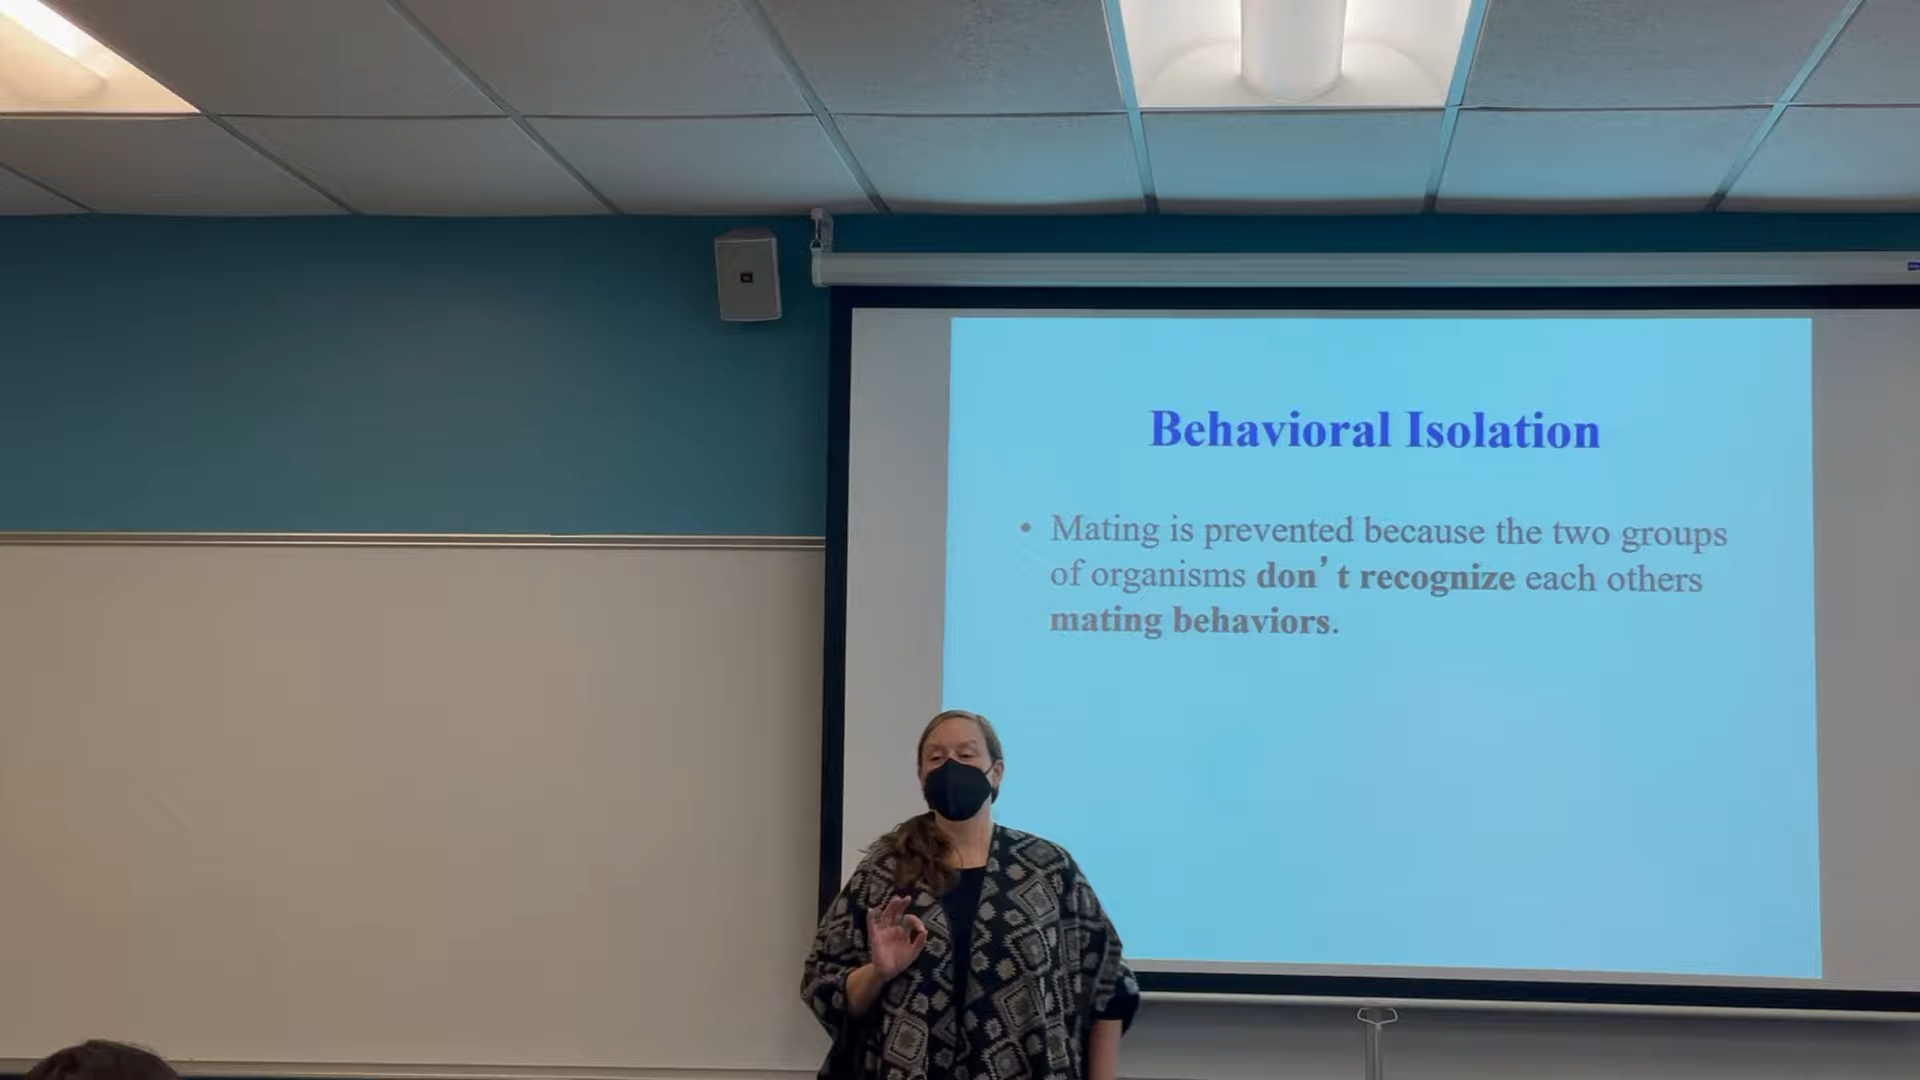 Behavioral Isolation
• Mating is prevented because the two groups
of organisms don’t recognize each others
mating behaviors.